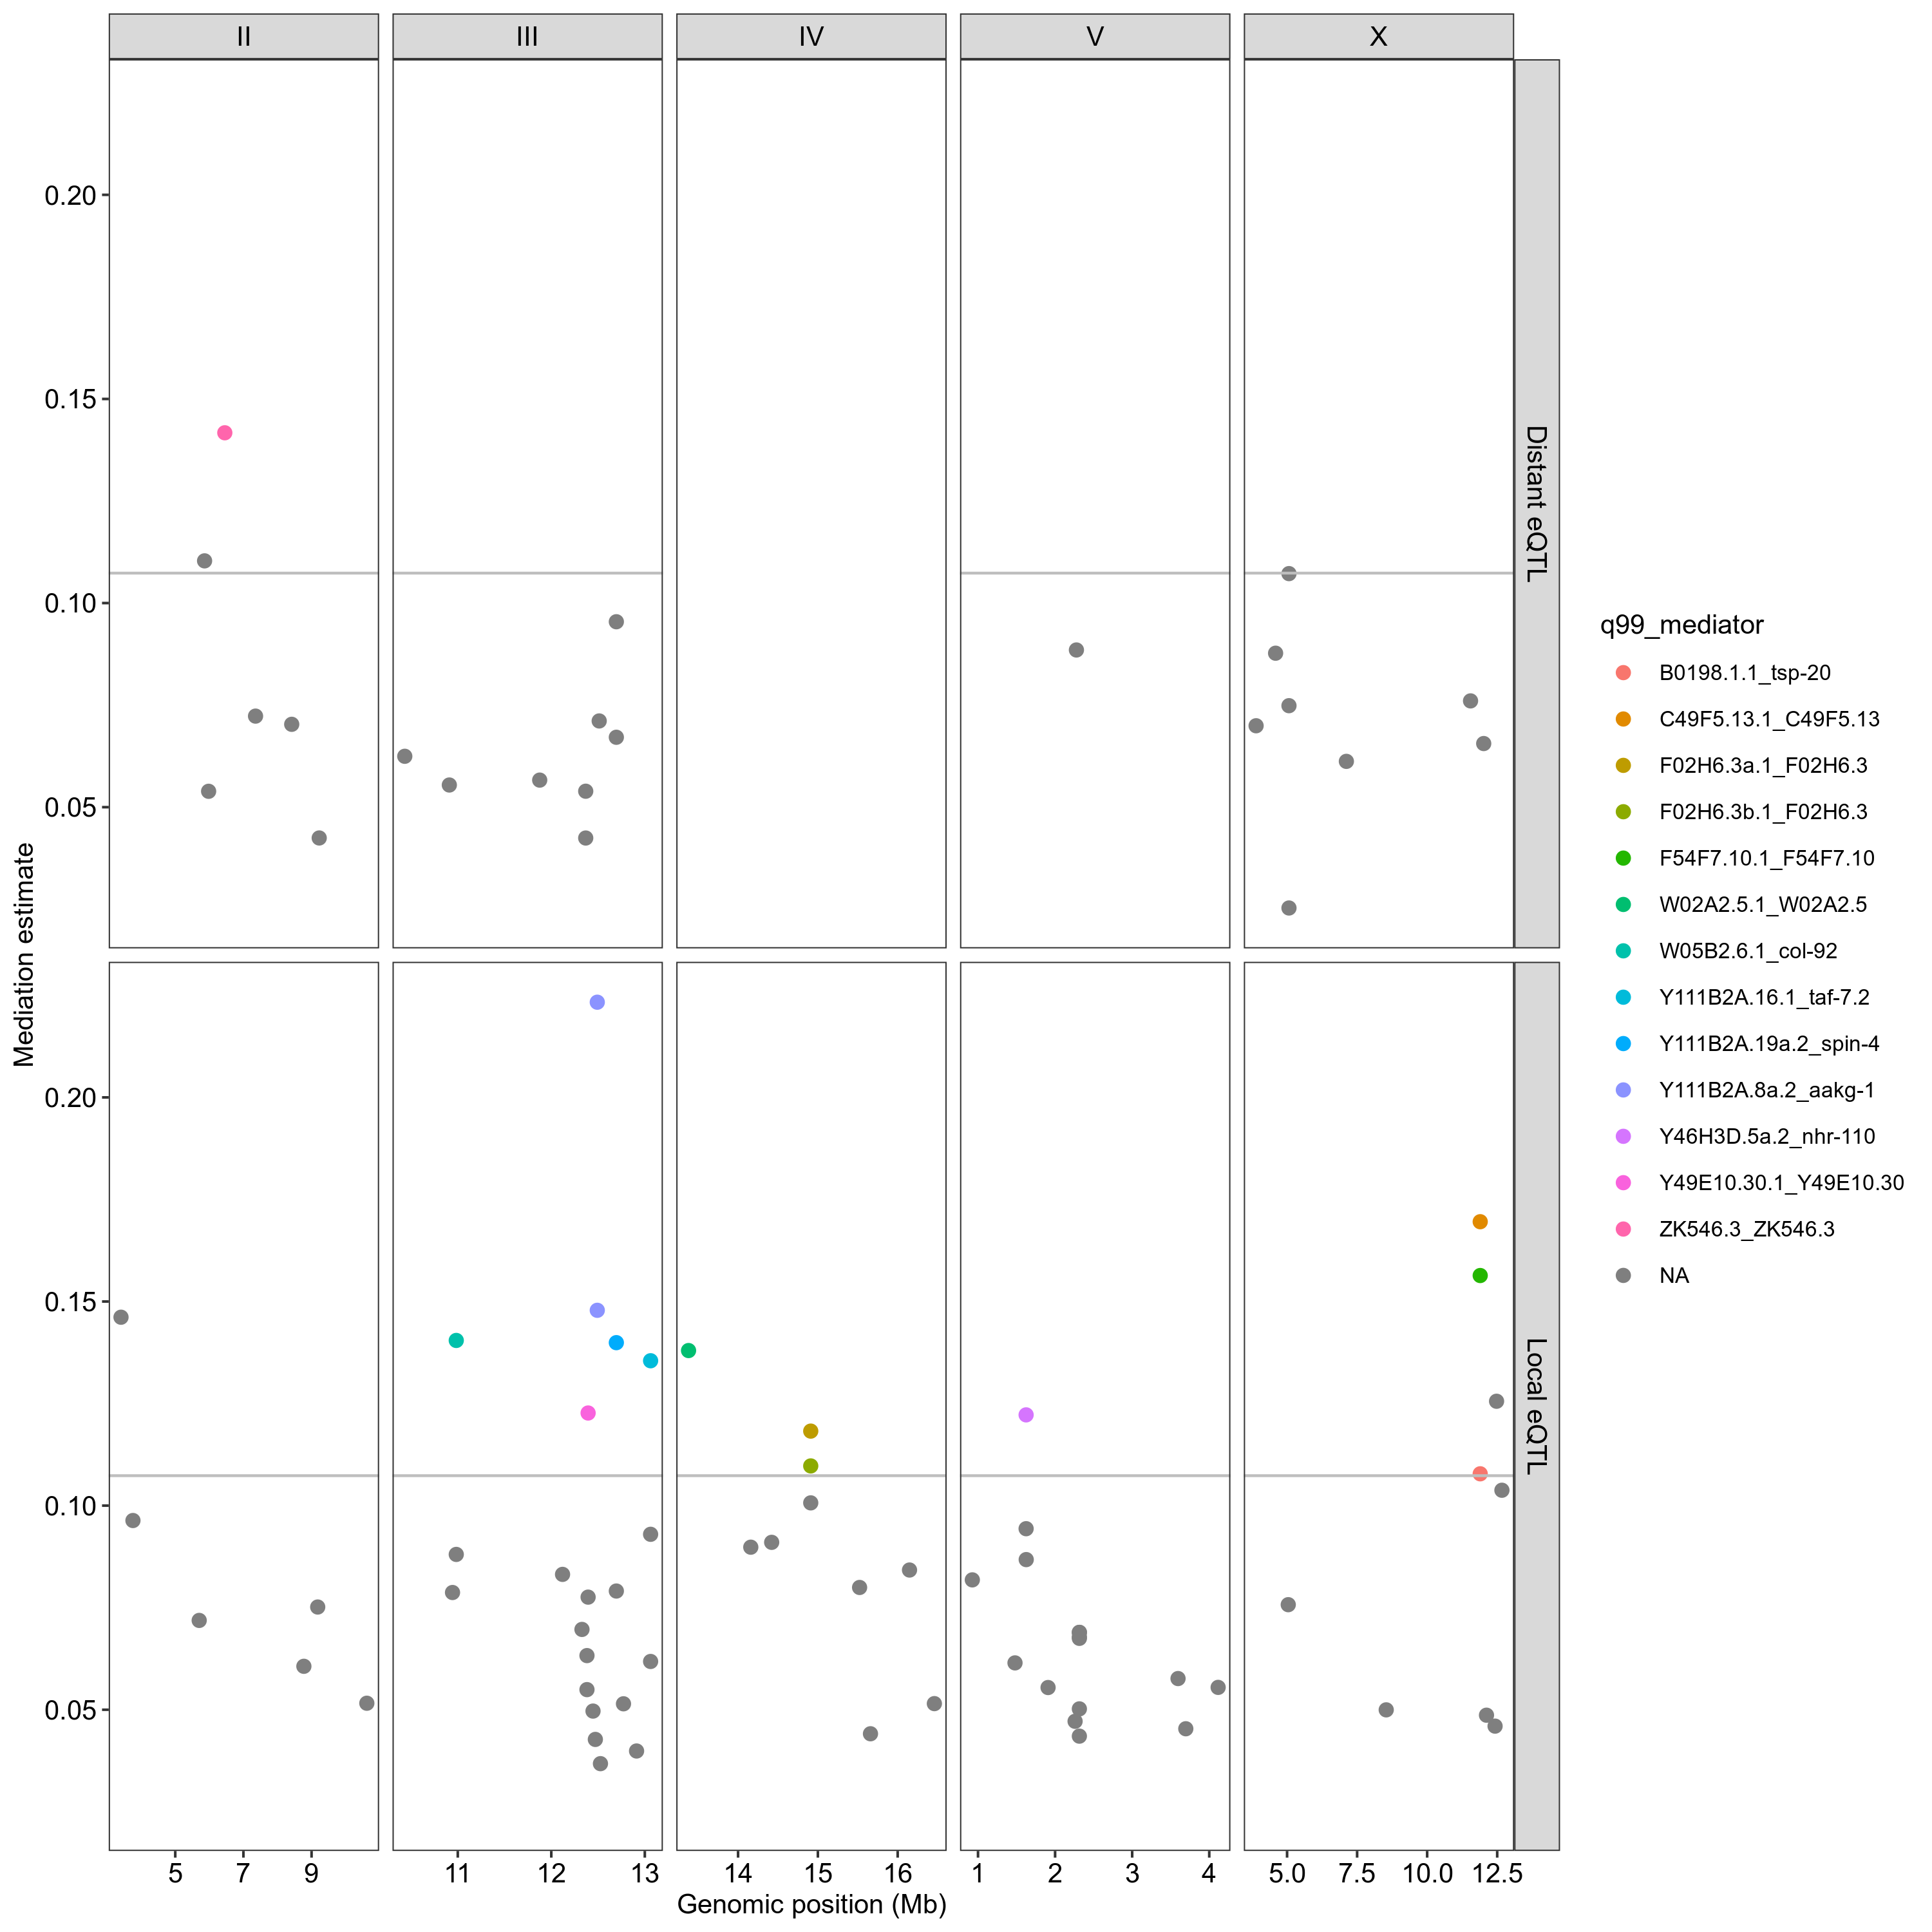 II III IV V X
0.20
0.15
0.10
0.05
Distant eQTL
Mediation estimate
0.20
0.15
0.10
0.05
Local eQTL
5 7 9 11 12 13 14 15 16 1 2 3 4 5.0 7.5 10.0 12.5
Genomic position (Mb)
q99_mediator
B0198.1.1_tsp-20
C49F5.13.1_C49F5.13
F02H6.3a.1_F02H6.3
F02H6.3b.1_F02H6.3
F54F7.10.1_F54F7.10
W02A2.5.1_W02A2.5
W05B2.6.1_col-92
Y111B2A.16.1_taf-7.2
Y111B2A.19a.2_spin-4
Y111B2A.8a.2_aakg-1
Y46H3D.5a.2_nhr-110
Y49E10.30.1_Y49E10.30
ZK546.3_ZK546.3
NA